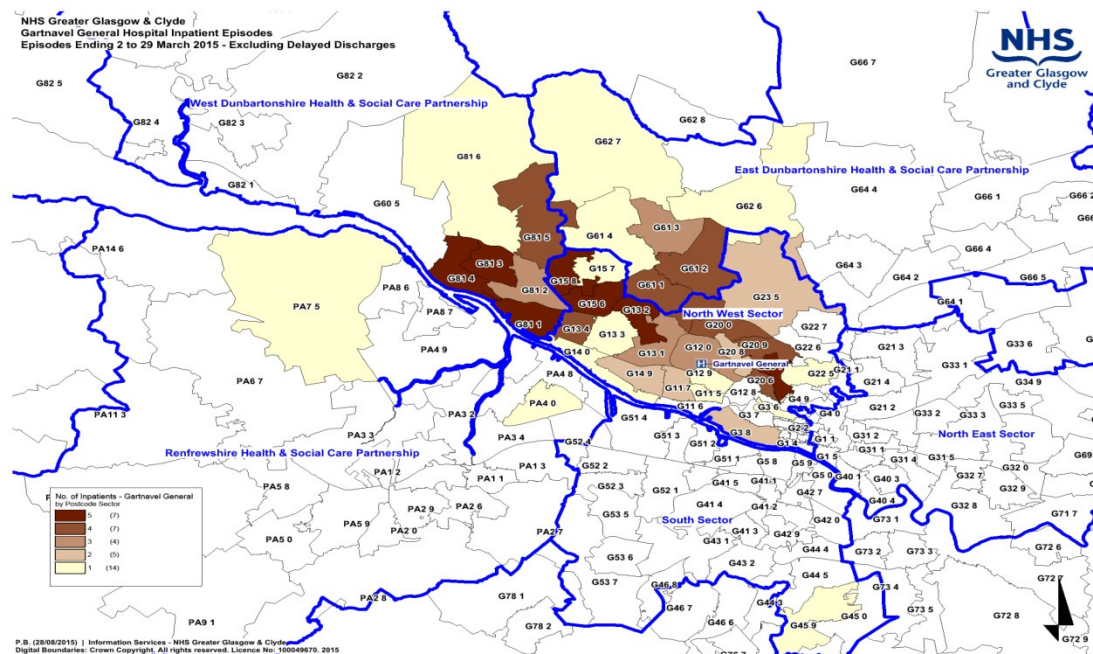 NHS Greater Glasgow & Clyde
Gartnavel General Hospital Inpatient Episodes
Episodes Ending 2 to 29 March 2015 - Excluding Delayed Discharges
NHS
Greater Glasgow
and Clyde
G82 5
G82 2
G66 7
West Dunbartonshire Health & Social Care Partnership
G82 4
G82 3
G62 8
G62 7
G81 6
East Dunbartonshire Health & Social Care Partnership
G82 1
G60 5
G64 4
G66 1
G66 2
G62 6
G66
PA14 6
G81 5
G61 4
G61 3
G66 4
G81 3
G81 4
G15 7
G15 8
G61 2
G61 1
G64 3
G64 2
G66 5
PA7 5
PA8 6
G81 2
G23 5
G64 1
PA8 7
G15 6
G13 2
North West Sector
G81 1
G13 4
G13 3
G20 0
G22 7
G33 6
PA4 9
G14 0
G13 1
G12 0
G20 8
G20 9
G22 6
G21 3
G33 1
Gartnavel General
PA6 7
PA4 8
G14 9
G11 7
G12 9
G11 5
G12 8
G20 6
G22 5
G21 1
G21 4
G34 9
PA11 3
PA4 0
G11 6
G4 9
G3 6
G3 7
G4 0
G21 2
G33 2
G33 5
G33 3
PA3 2
G51 4
G3 8
G2 2
G1 1
G31 2
North East Sector
PA3 3
PA3 4
G52 4
G51 3
G51 2
G1 4
G1 5
G31 1
G31 4
G31 5
G69
Renfrewshire Health & Social Care Partnership
PA1 2
PA1 3
G52 2
G51 1
G5 8
G5 9
G5 0
G40 1
G40 3
G32 0
G32 7
PA5 8
PA1 1
G52 3
G52 1
G41 5
G41 1
G42 7
G32 9
No. of Inpatients - Gartnavel General
by Postcode Sector
5 (7)
4 (7)
3 (4)
2 (5)
1 (14)
PA2 9
PA2 6
G53 5
G41 4
G41 2
G40 4
G32 8
G71 7
PA5 9
PA2 0
PA2 7
South Sector
G42 0
G73 1
PA5 0
G41 3
G42 9
G43 1
G53 6
G44 4
G73 2
G73 3
G72 6
G43 2
G53 7
G46 8
G44 5
G73 4
G72 7
PA2 8
G78 1
G46 7
G44 3
G45 9
G45 0
G73 5
G72 8
PA9 1
G78 2
G46 6
G72 9
P.B. (28/08/2015) | Information Services - NHS Greater Glasgow & Clyde
Digital Boundaries: Crown Copyright. All rights reserved. Licence No: 100049670. 2015